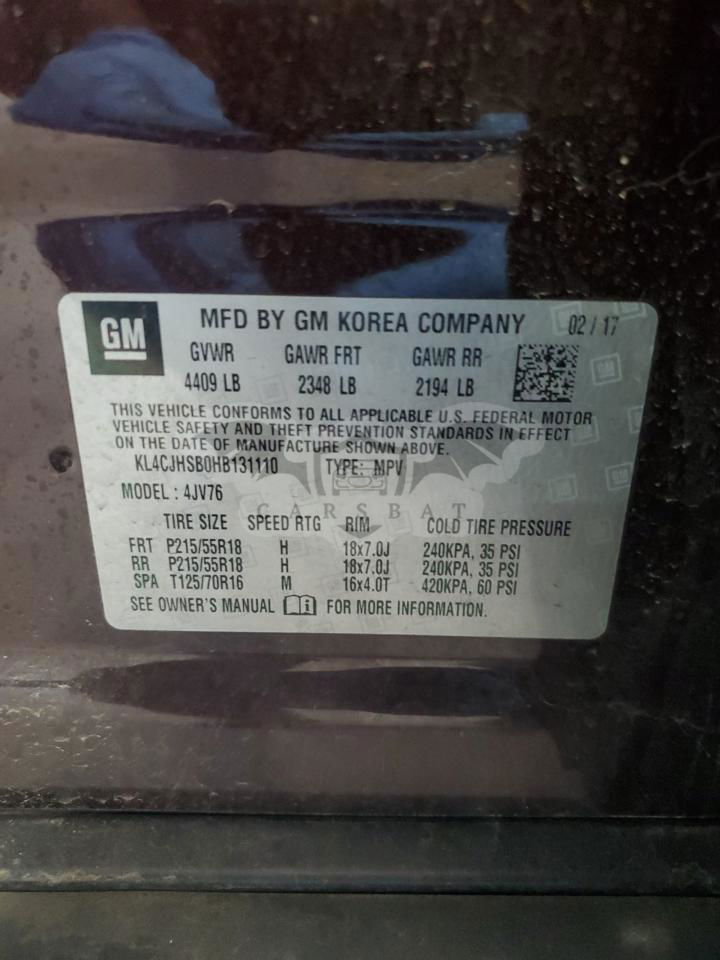 GM MFD BY GM KOREA COMPANY 02 / 17
GVWR GAWR FRT GAWR RR
4409 LB 2348 LB 2194 LB
THIS VEHICLE CONFORMS TO ALL APPLICABLE U.S. FEDERAL MOTOR
VEHICLE SAFETY AND THEFT PREVENTION STANDARDS IN EFFECT
ON THE DATE OF MANUFACTURE SHOWN ABOVE.
KL4CJHSB0HB131110 TYPE: MPV
MODEL : 4JV76
CARSBAT
TIRE SIZE SPEED RTG RIM COLD TIRE PRESSURE
FRT P215/55R18 H 18x7.0J 240KPA, 35 PSI
RR P215/55R18 H 18x7.0J 240KPA, 35 PSI
SPA T125/70R16 M 16x4.0T 420KPA, 60 PSI
SEE OWNER'S MANUAL FOR MORE INFORMATION.